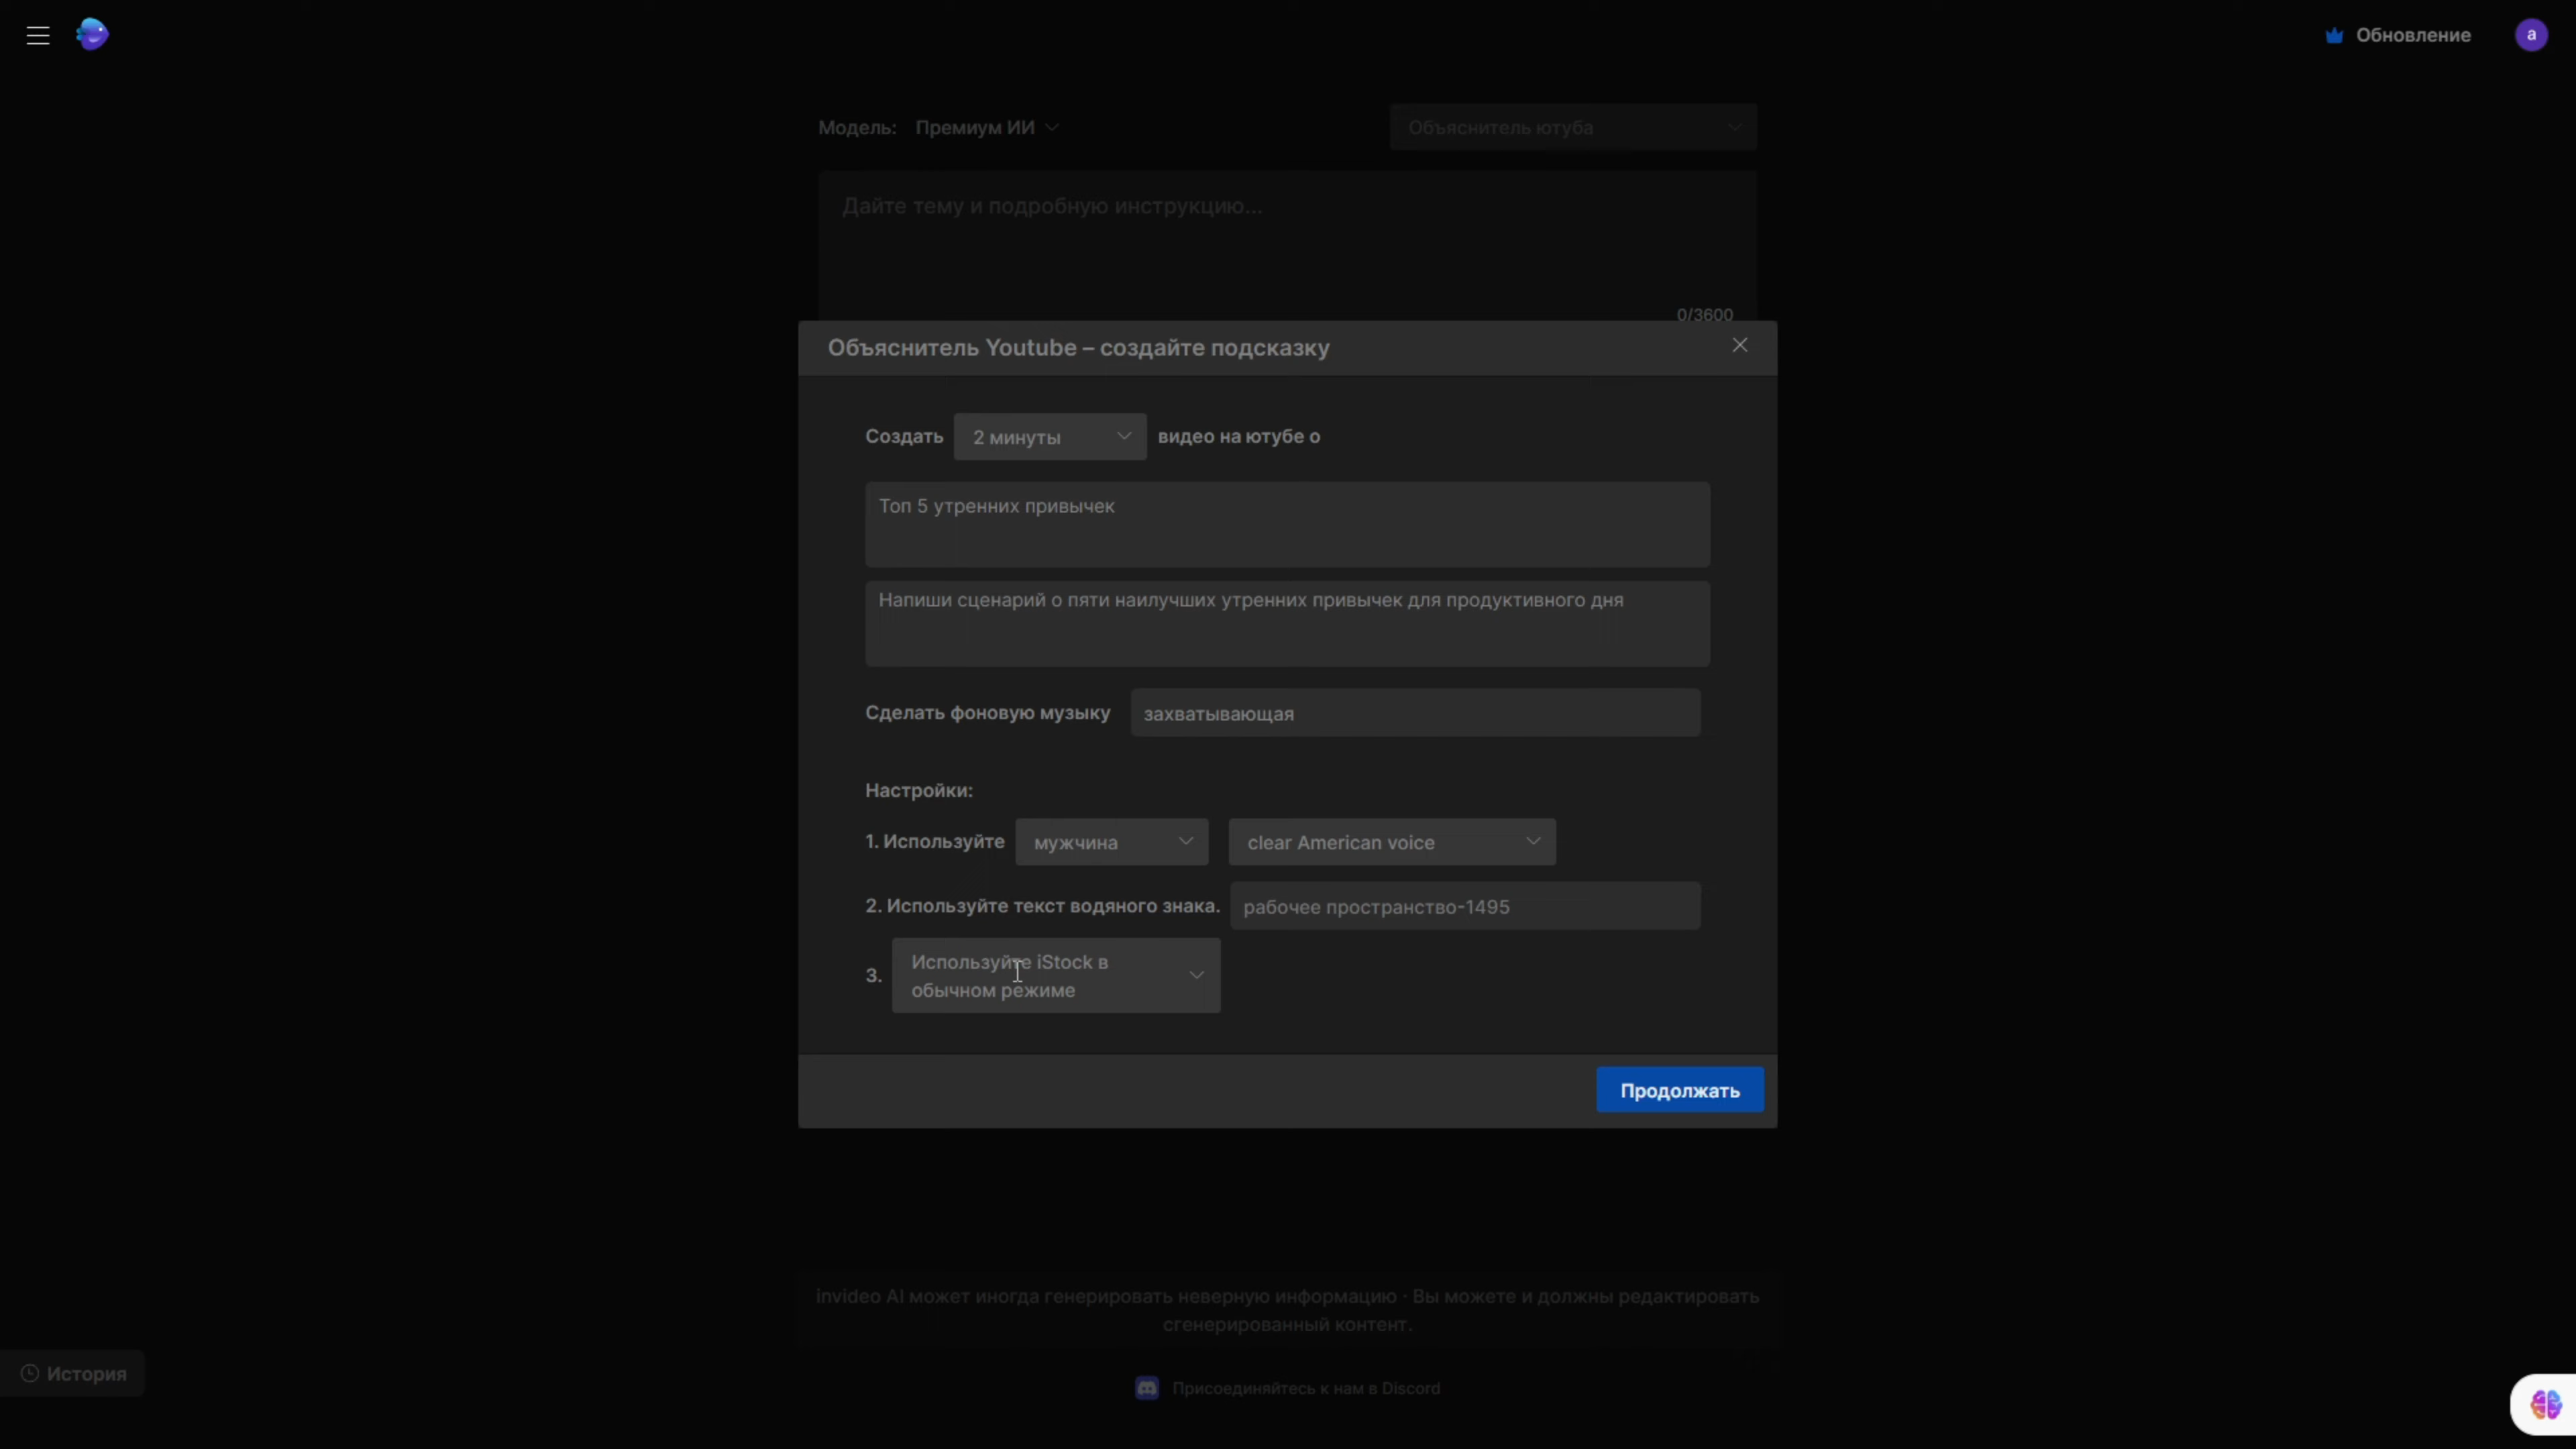 Обновление
a
Модель: Премиум ИИ
Объяснитель ютуба
Дайте тему и подробную инструкцию...
0/3600
Объяснитель Youtube – создайте подсказку
Создать 2 минуты видео на ютубе о
Топ 5 утренних привычек
Напиши сценарий о пяти наилучших утренних привычек для продуктивного дня
Сделать фоновую музыку захватывающая
Настройки:
1. Используйте мужчина clear American voice
2. Используйте текст водяного знака. рабочее пространство-1495
3. Используйте iStock в
обычном режиме
Продолжать
invideo AI может иногда генерировать неверную информацию · Вы можете и должны редактировать
сгенерированный контент.
История
Присоединяйтесь к нам в Discord